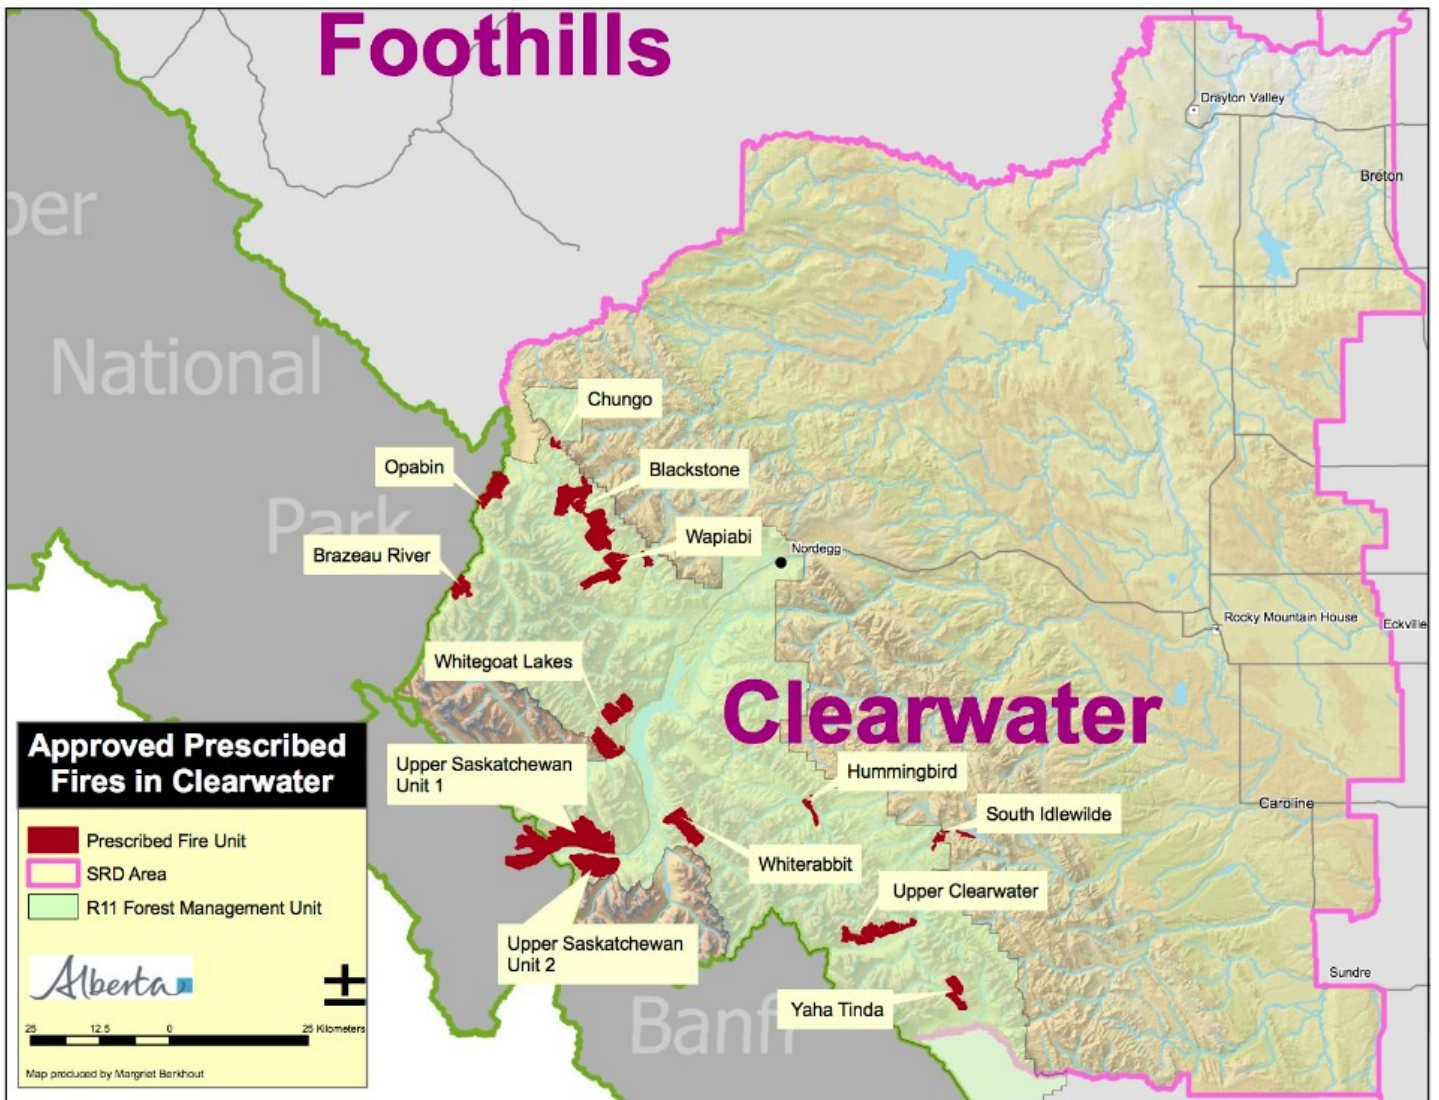 Foothills
Drayton Valley
Breton
per
National
Park
Chungo
Opabin
Blackstone
Wapiabi
Brazeau River
Nordegg
Rocky Mountain House
Eckville
Whitegoat Lakes
Clearwater
Upper Saskatchewan
Unit 1
Hummingbird
Caroline
South Idlewilde
Whiterabbit
Upper Clearwater
Upper Saskatchewan
Unit 2
Sundre
Yaha Tinda
Banff
Approved Prescribed
Fires in Clearwater
Prescribed Fire Unit
SRD Area
R11 Forest Management Unit
Alberta
25 12.5 0 25 Kilometers
Map produced by Margriet Berkhout